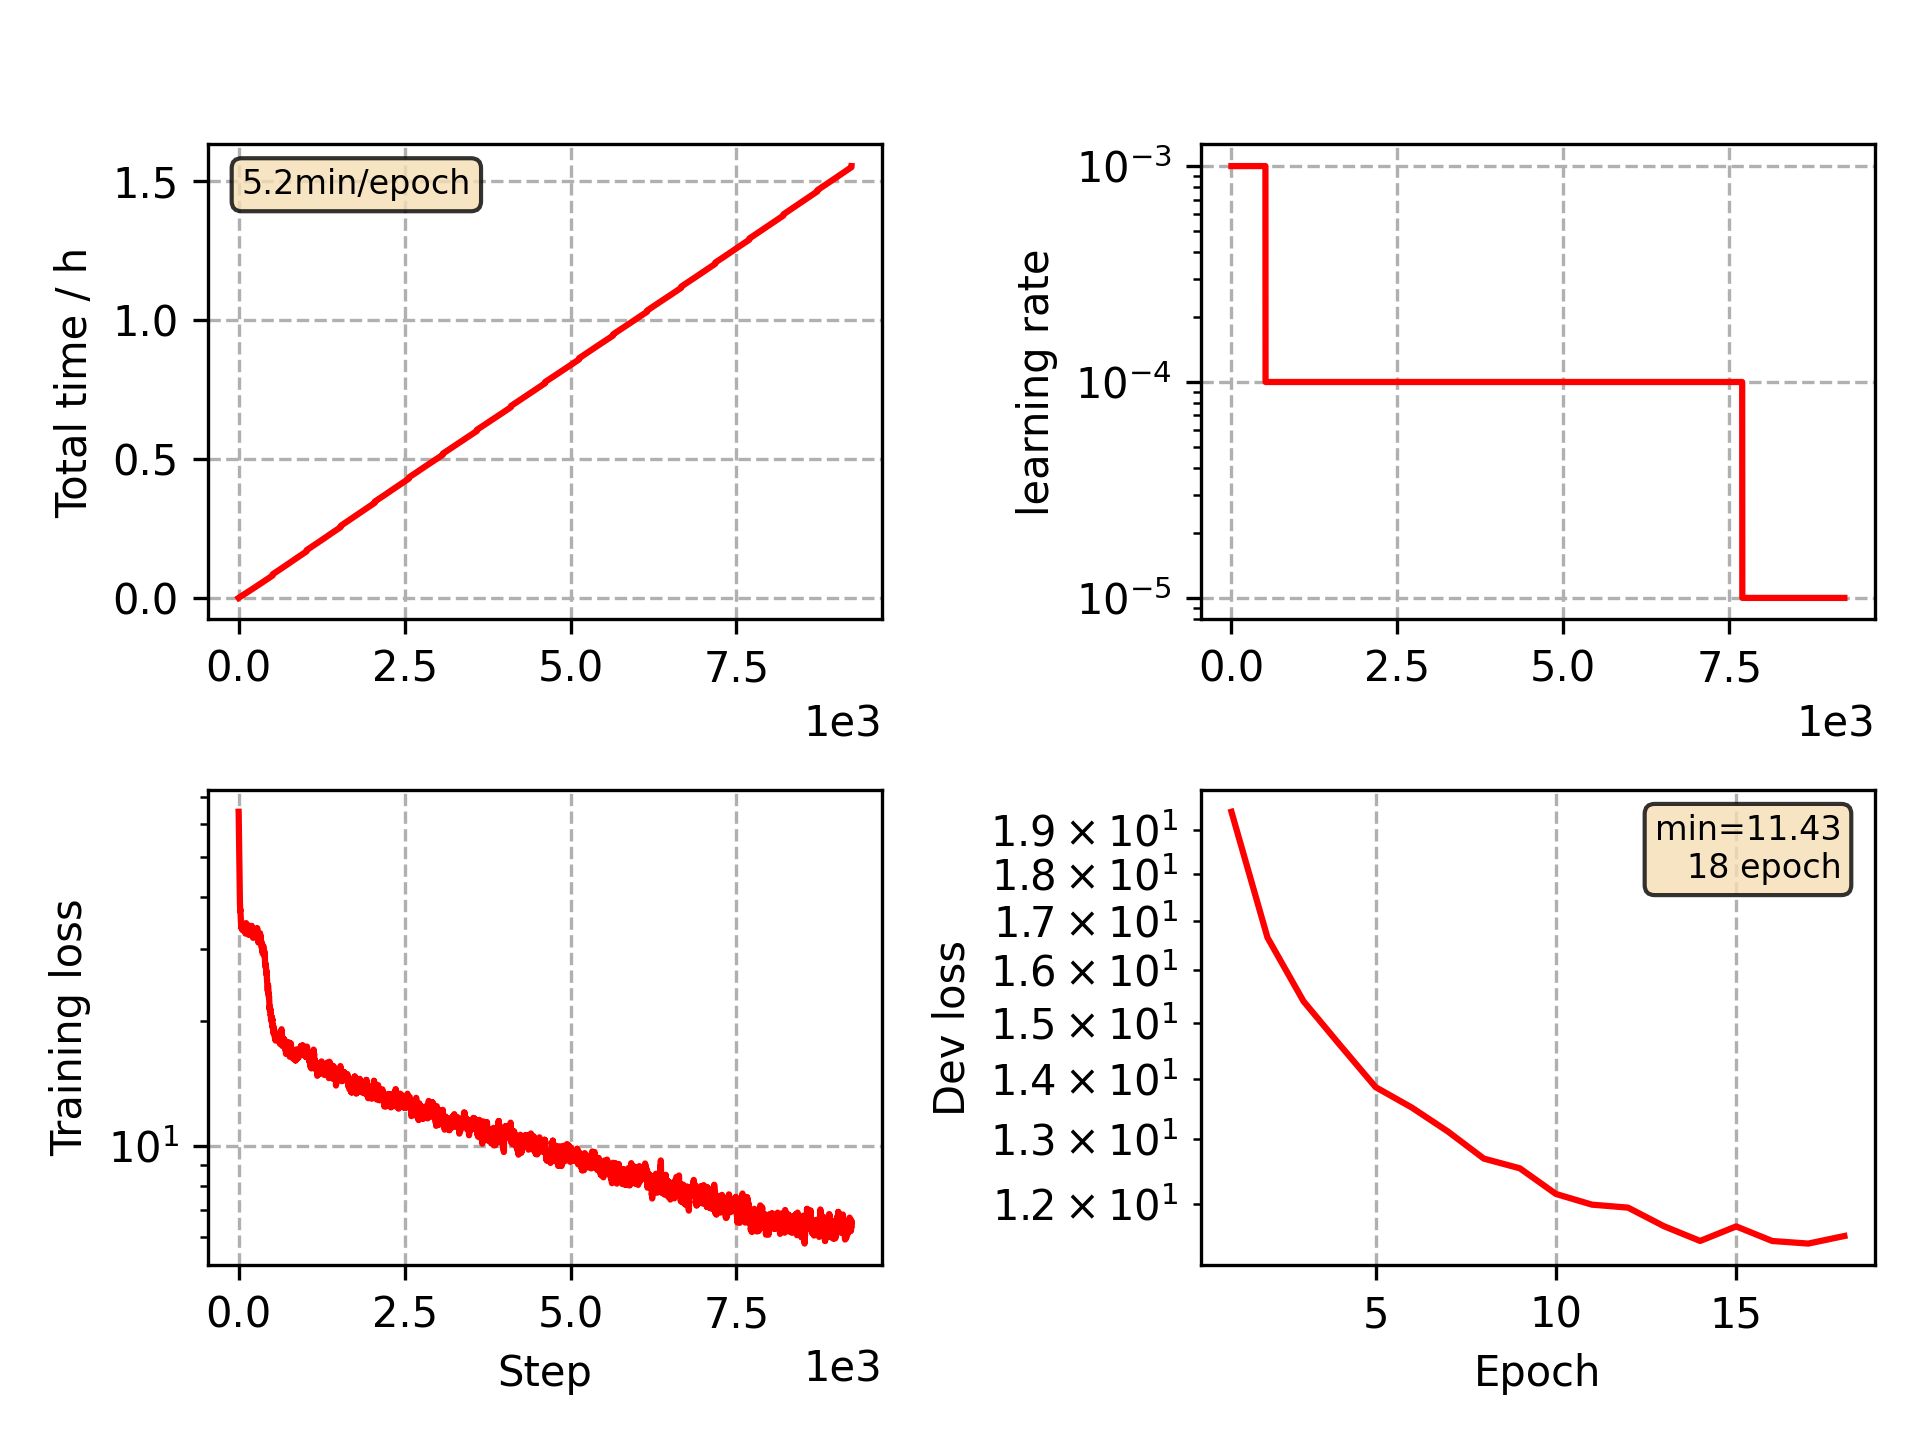 5.2min/epoch
Total time / h
1.5
1.0
0.5
0.0
0.0 2.5 5.0 7.5
1e3
learning rate
10⁻³
10⁻⁴
10⁻⁵
0.0 2.5 5.0 7.5
1e3
Training loss
10¹
0.0 2.5 5.0 7.5
Step
1e3
min=11.43
18 epoch
Dev loss
1.9 × 10¹
1.8 × 10¹
1.7 × 10¹
1.6 × 10¹
1.5 × 10¹
1.4 × 10¹
1.3 × 10¹
1.2 × 10¹
5 10 15
Epoch